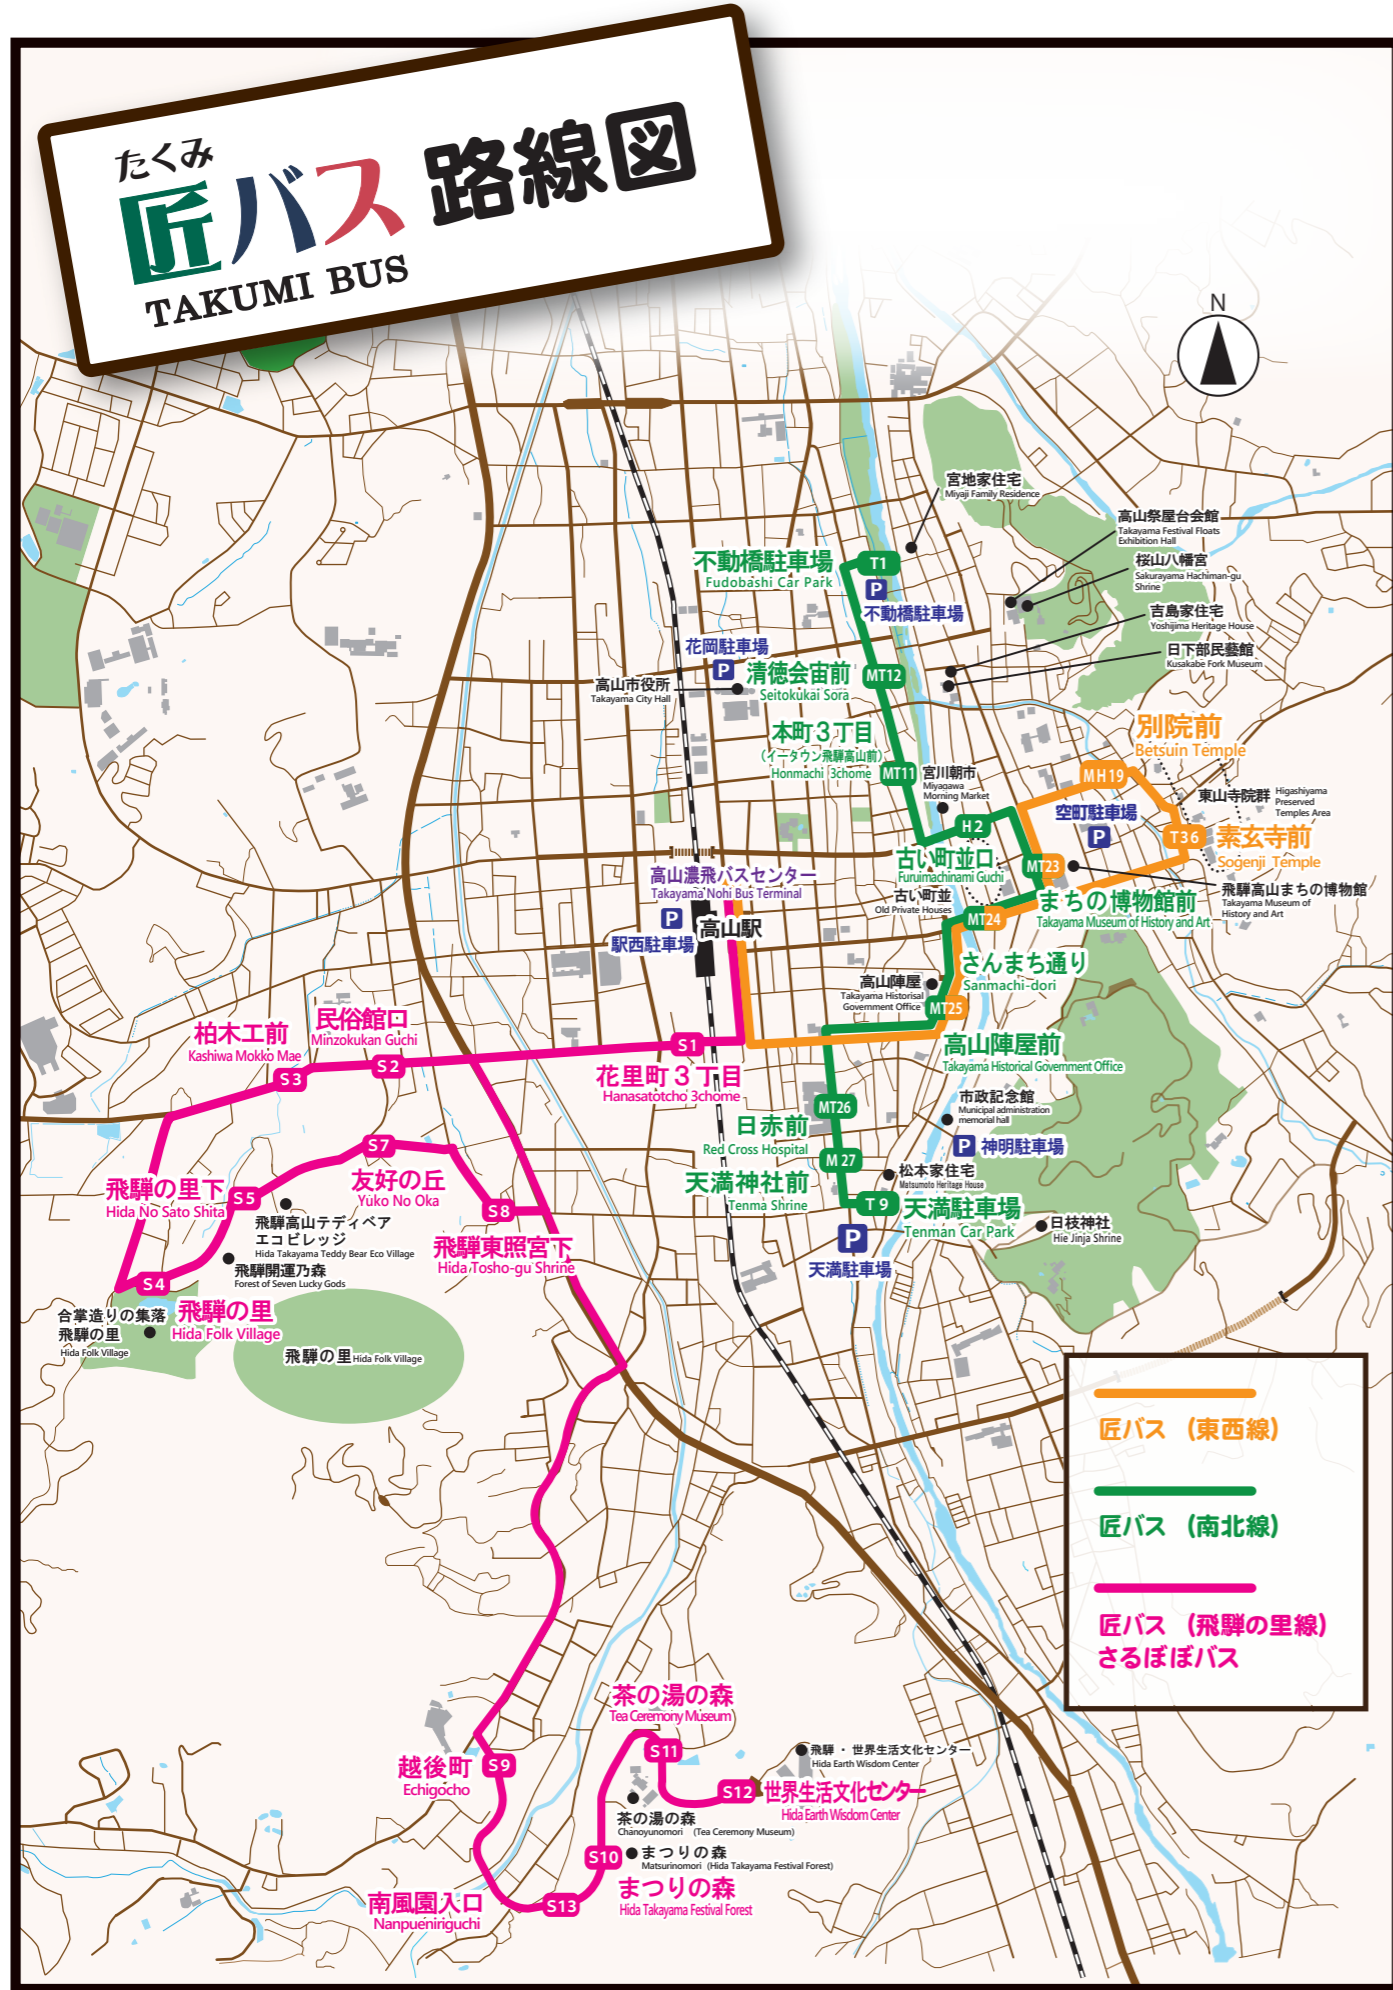 たくみ
匠バス 路線図
TAKUMI BUS
N
宮地家住宅
Miyaji Family Residence
高山祭屋台会館
Takayama Festival Floats
Exhibition Hall
桜山八幡宮
Sakurayama Hachiman-gu
Shrine
吉島家住宅
Yoshijima Heritage House
日下部民藝館
Kusakabe Fork Museum
不動橋駐車場
Fudobashi Car Park
T1
P
不動橋駐車場
花岡駐車場
P
高山市役所
Takayama City Hall
清徳会宙前
Seitokukai Sora
MT12
本町3丁目
(イータウン飛騨高山前)
Honmachi 3chome
MT11
宮川朝市
Miyagawa
Morning Market
別院前
Betsuin Temple
MH19
東山寺院群
Higashiyama
Preserved
Temples Area
空町駐車場
P
T36
素玄寺前
Sogenji Temple
H2
古い町並口
Furuimachinami Guchi
古い町並
Old Private Houses
MT23
飛騨高山まちの博物館
Takayama Museum of
History and Art
まちの博物館前
Takayama Museum of History and Art
MT24
高山濃飛バスセンター
Takayama Nohi Bus Terminal
P
駅西駐車場
高山駅
さんまち通り
Sanmachi-dori
高山陣屋
Takayama Historisal
Government Office
MT25
高山陣屋前
Takayama Historical Government Office
柏木工前
Kashiwa Mokko Mae
民俗館口
Minzokukan Guchi
S3
S2
S1
花里町3丁目
Hanasatotcho 3chome
MT26
日赤前
Red Cross Hospital
市政記念館
Municipal administration
memorial hall
P
神明駐車場
M 27
天満神社前
Tenma Shrine
松本家住宅
Matsumoto Heritage House
T 9
天満駐車場
Tenman Car Park
P
天満駐車場
日枝神社
Hie Jinja Shrine
S7
友好の丘
Yuko No Oka
飛騨の里下
Hida No Sato Shita
S5
S8
飛騨東照宮下
Hida Tosho-gu Shrine
飛騨高山テディベア
エコビレッジ
Hida Takayama Teddy Bear Eco Village
飛騨開運乃森
Forest of Seven Lucky Gods
S4
飛騨の里
Hida Folk Village
合掌造りの集落
飛騨の里
Hida Folk Village
飛騨の里 Hida Folk Village
匠バス (東西線)
匠バス (南北線)
匠バス (飛騨の里線)
さるぼぼバス
茶の湯の森
Tea Ceremony Museum
S11
飛騨・世界生活文化センター
Hida Earth Wisdom Center
越後町
Echigocho
S9
S12
世界生活文化センター
Hida Earth Wisdom Center
茶の湯の森
Chanoyunomori (Tea Ceremony Museum)
S10
まつりの森
Matsurinomori (Hida Takayama Festival Forest)
まつりの森
Hida Takayama Festival Forest
南風園入口
Nanpueniriguchi
S13